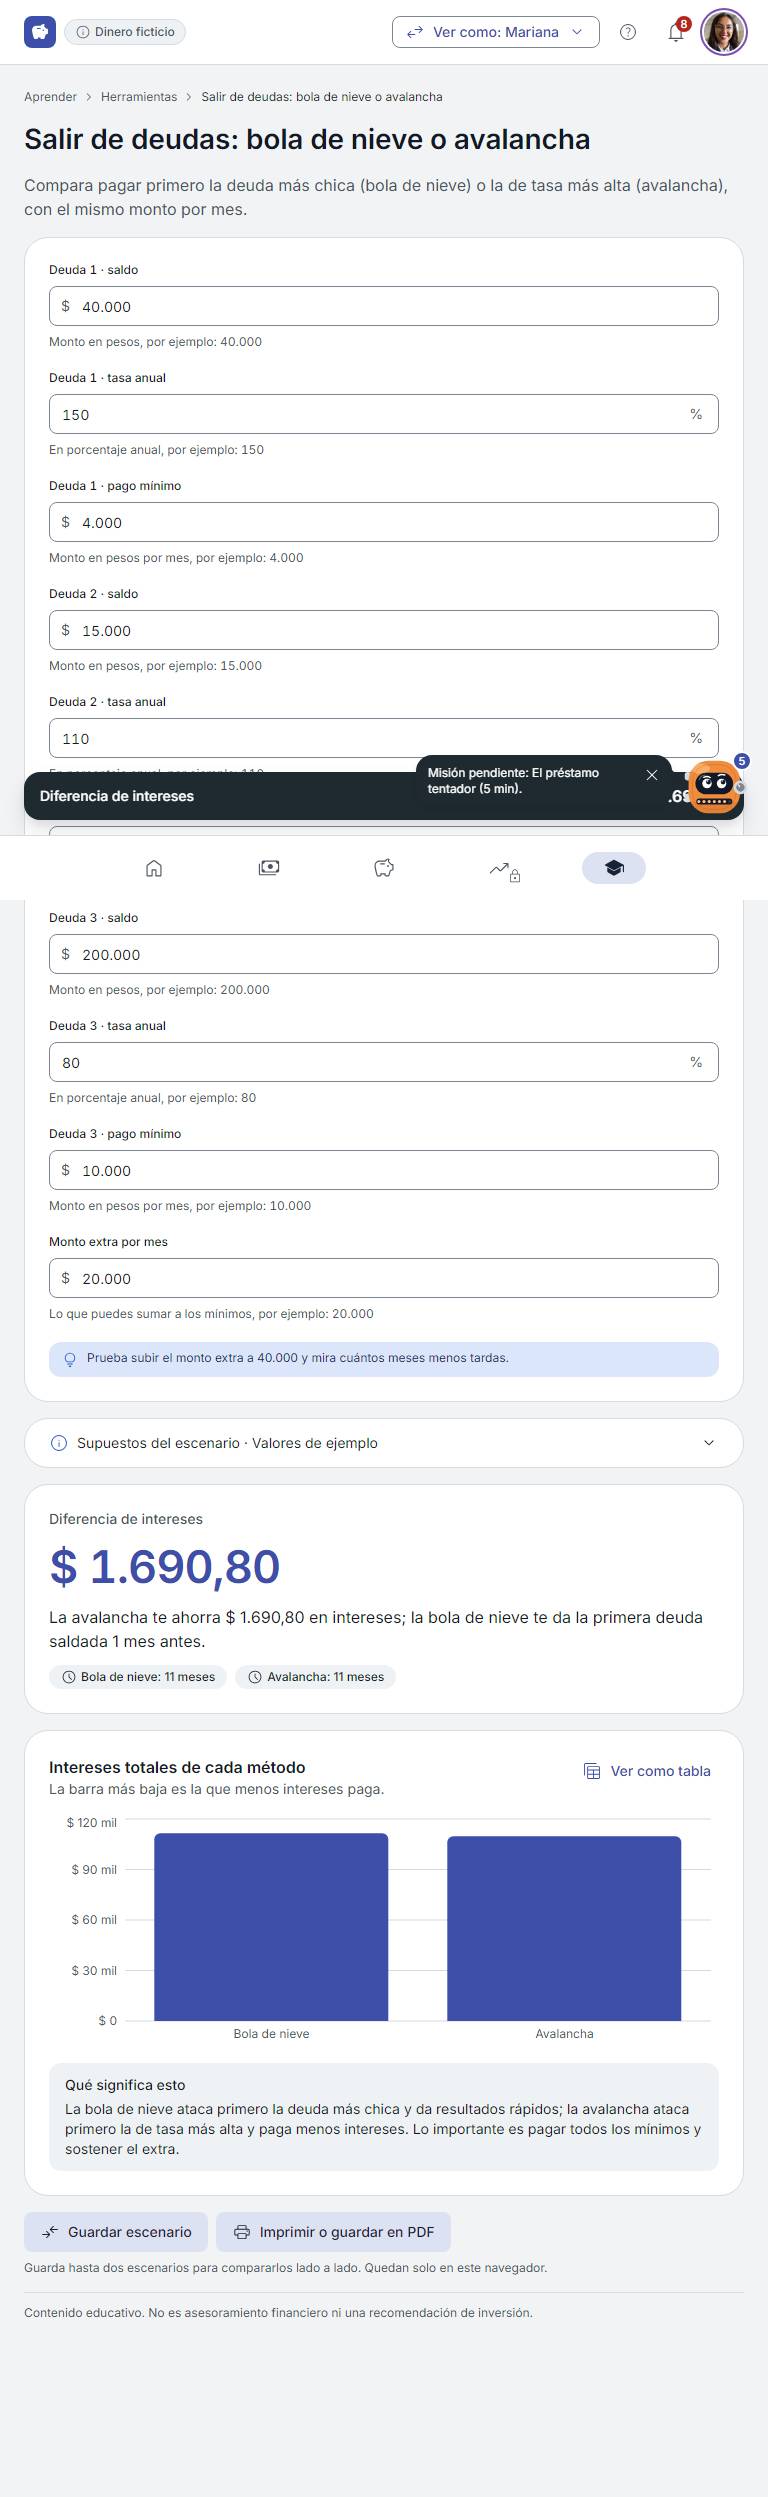 Dinero ficticio
Ver como: Mariana
8
Aprender > Herramientas > Salir de deudas: bola de nieve o avalancha
Salir de deudas: bola de nieve o avalancha
Compara pagar primero la deuda más chica (bola de nieve) o la de tasa más alta (avalancha),
con el mismo monto por mes.
Deuda 1 · saldo
$ 40.000
Monto en pesos, por ejemplo: 40.000
Deuda 1 · tasa anual
150 %
En porcentaje anual, por ejemplo: 150
Deuda 1 · pago mínimo
$ 4.000
Monto en pesos por mes, por ejemplo: 4.000
Deuda 2 · saldo
$ 15.000
Monto en pesos, por ejemplo: 15.000
Deuda 2 · tasa anual
110 %
5
Misión pendiente: El préstamo
tentador (5 min).
Diferencia de intereses
Deuda 3 · saldo
$ 200.000
Monto en pesos, por ejemplo: 200.000
Deuda 3 · tasa anual
80 %
En porcentaje anual, por ejemplo: 80
Deuda 3 · pago mínimo
$ 10.000
Monto en pesos por mes, por ejemplo: 10.000
Monto extra por mes
$ 20.000
Lo que puedes sumar a los mínimos, por ejemplo: 20.000
Prueba subir el monto extra a 40.000 y mira cuántos meses menos tardas.
Supuestos del escenario · Valores de ejemplo
Diferencia de intereses
$ 1.690,80
La avalancha te ahorra $ 1.690,80 en intereses; la bola de nieve te da la primera deuda
saldada 1 mes antes.
Bola de nieve: 11 meses
Avalancha: 11 meses
Intereses totales de cada método
Ver como tabla
La barra más baja es la que menos intereses paga.
$ 120 mil
$ 90 mil
$ 60 mil
$ 30 mil
$ 0
Bola de nieve
Avalancha
Qué significa esto
La bola de nieve ataca primero la deuda más chica y da resultados rápidos; la avalancha ataca
primero la de tasa más alta y paga menos intereses. Lo importante es pagar todos los mínimos y
sostener el extra.
Guardar escenario
Imprimir o guardar en PDF
Guarda hasta dos escenarios para compararlos lado a lado. Quedan solo en este navegador.
Contenido educativo. No es asesoramiento financiero ni una recomendación de inversión.